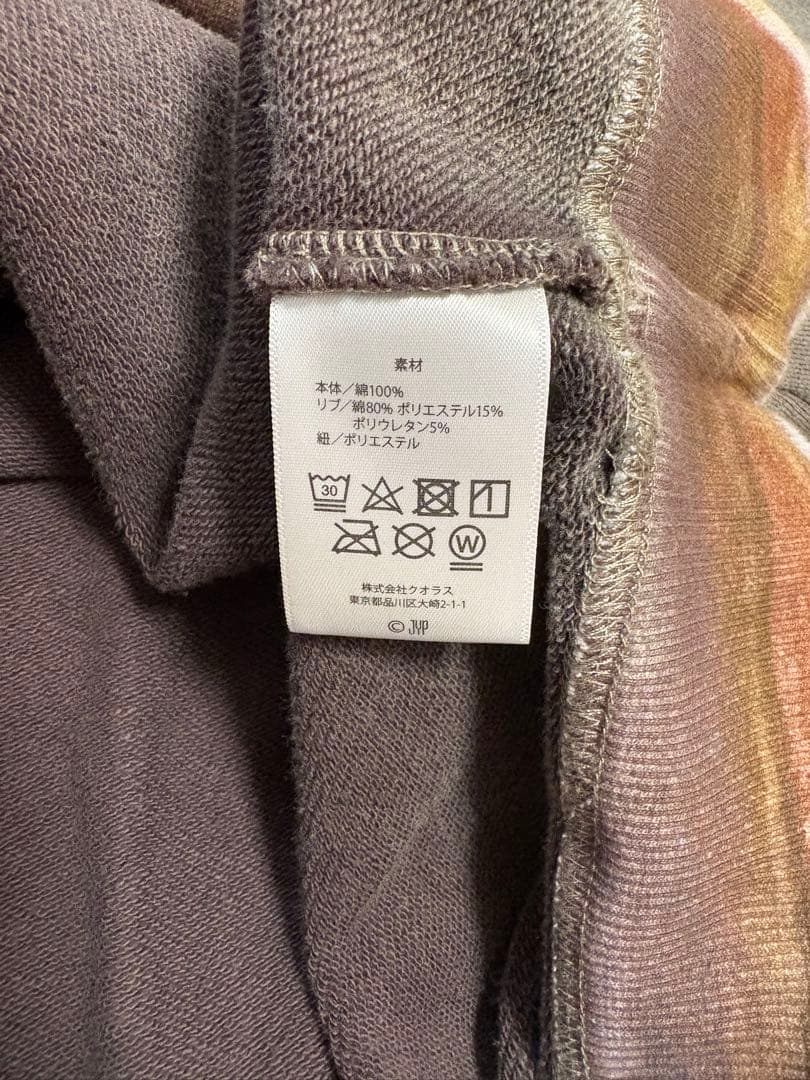 素材
本体／綿100%
リブ／綿80% ポリエステル15%
ポリウレタン5%
紐／ポリエステル
30
W
株式会社クオラス
東京都品川区大崎2-1-1
© JYP